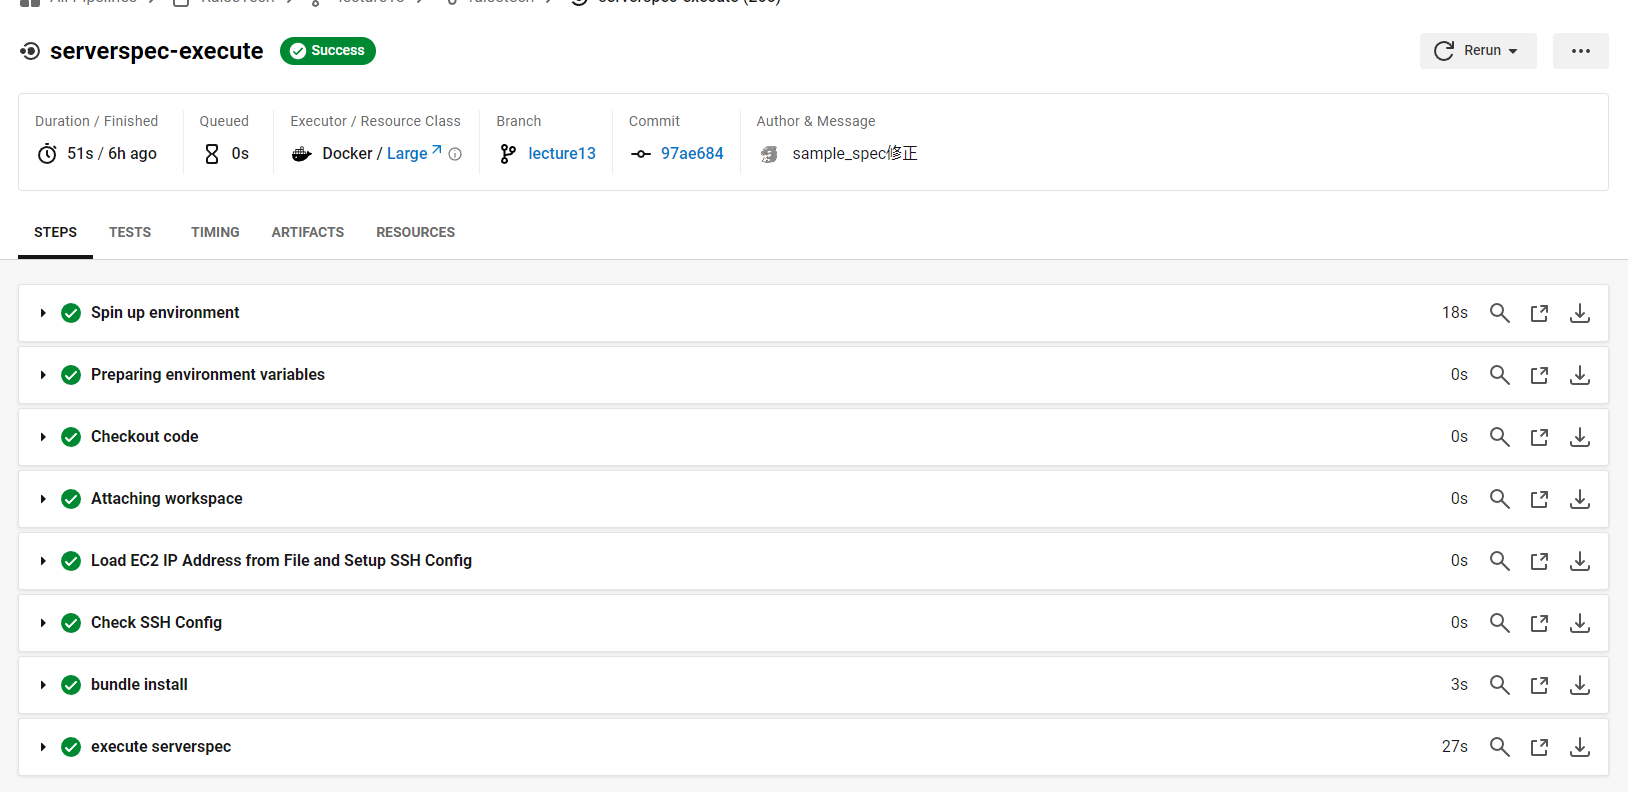 serverspec-execute Success Rerun
Duration / Finished Queued Executor / Resource Class Branch Commit Author & Message
51s / 6h ago 0s Docker / Large lecture13 97ae684 sample_spec修正
STEPS TESTS TIMING ARTIFACTS RESOURCES
Spin up environment 18s
Preparing environment variables 0s
Checkout code 0s
Attaching workspace 0s
Load EC2 IP Address from File and Setup SSH Config 0s
Check SSH Config 0s
bundle install 3s
execute serverspec 27s